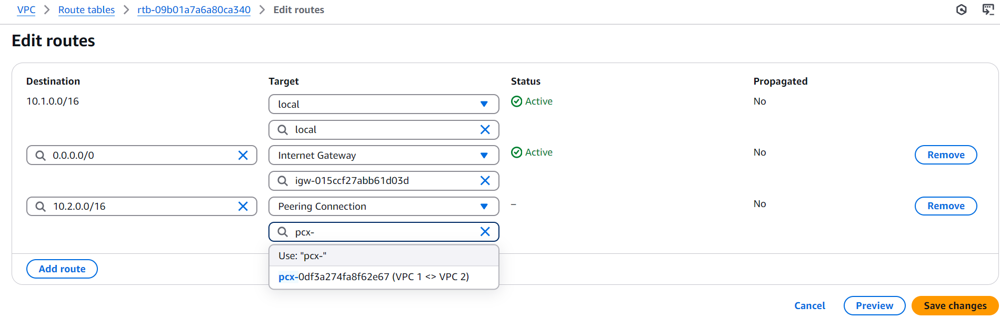 VPC > Route tables > rtb-09b01a7a6a80ca340 > Edit routes
Edit routes
Destination Target Status Propagated
10.1.0.0/16 local Active No
local
0.0.0.0/0 Internet Gateway Active No Remove
igw-015ccf27abb61d03d
10.2.0.0/16 Peering Connection – No Remove
pcx-
Use: "pcx-"
Add route
pcx-0df3a274fa8f62e67 (VPC 1 <> VPC 2)
Cancel Preview Save changes